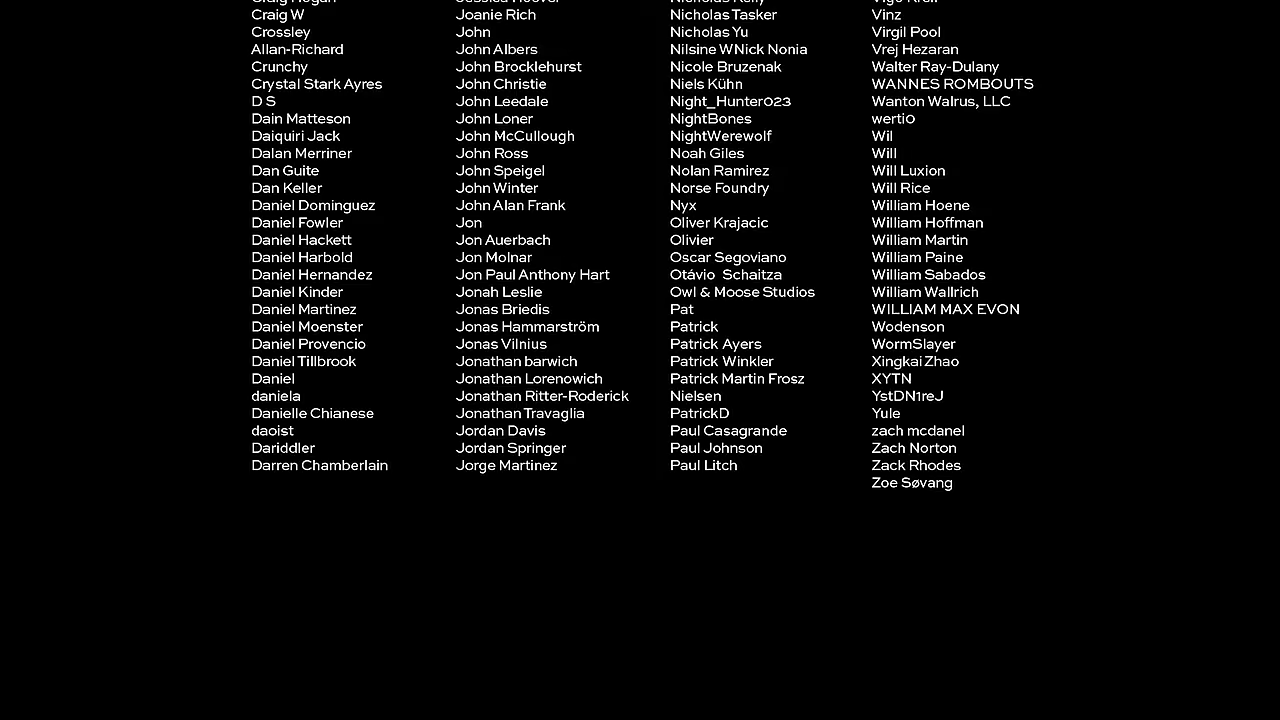 Craig W
Crossley
Allan-Richard
Crunchy
Crystal Stark Ayres
D S
Dain Matteson
Daiquiri Jack
Dalan Merriner
Dan Guite
Dan Keller
Daniel Dominguez
Daniel Fowler
Daniel Hackett
Daniel Harbold
Daniel Hernandez
Daniel Kinder
Daniel Martinez
Daniel Moenster
Daniel Provencio
Daniel Tillbrook
Daniel
daniela
Danielle Chianese
daoist
Dariddler
Darren Chamberlain
Joanie Rich
John
John Albers
John Brocklehurst
John Christie
John Leedale
John Loner
John McCullough
John Ross
John Speigel
John Winter
John Alan Frank
Jon
Jon Auerbach
Jon Molnar
Jon Paul Anthony Hart
Jonah Leslie
Jonas Briedis
Jonas Hammarström
Jonas Vilnius
Jonathan barwich
Jonathan Lorenowich
Jonathan Ritter-Roderick
Jonathan Travaglia
Jordan Davis
Jordan Springer
Jorge Martinez
Nicholas Tasker
Nicholas Yu
Nilsine WNick Nonia
Nicole Bruzenak
Niels Kühn
Night_Hunter023
NightBones
NightWerewolf
Noah Giles
Nolan Ramirez
Norse Foundry
Nyx
Oliver Krajacic
Olivier
Oscar Segoviano
Otávio  Schaitza
Owl & Moose Studios
Pat
Patrick
Patrick Ayers
Patrick Winkler
Patrick Martin Frosz
Nielsen
PatrickD
Paul Casagrande
Paul Johnson
Paul Litch
Vinz
Virgil Pool
Vrej Hezaran
Walter Ray-Dulany
WANNES ROMBOUTS
Wanton Walrus, LLC
werti0
Wil
Will
Will Luxion
Will Rice
William Hoene
William Hoffman
William Martin
William Paine
William Sabados
William Wallrich
WILLIAM MAX EVON
Wodenson
WormSlayer
Xingkai Zhao
XYTN
YstDN1reJ
Yule
zach mcdanel
Zach Norton
Zack Rhodes
Zoe Søvang